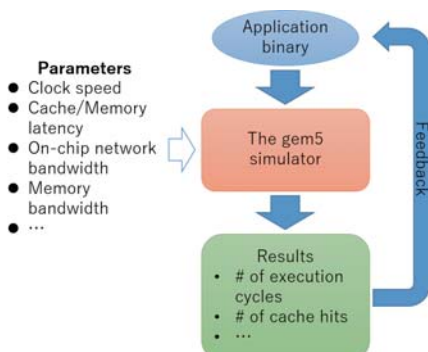 Application
binary
Parameters
● Clock speed
● Cache/Memory
latency
● On-chip network
bandwidth
● Memory
bandwidth
● …
The gem5
simulator
Feedback
Results
• # of execution
cycles
• # of cache hits
• …